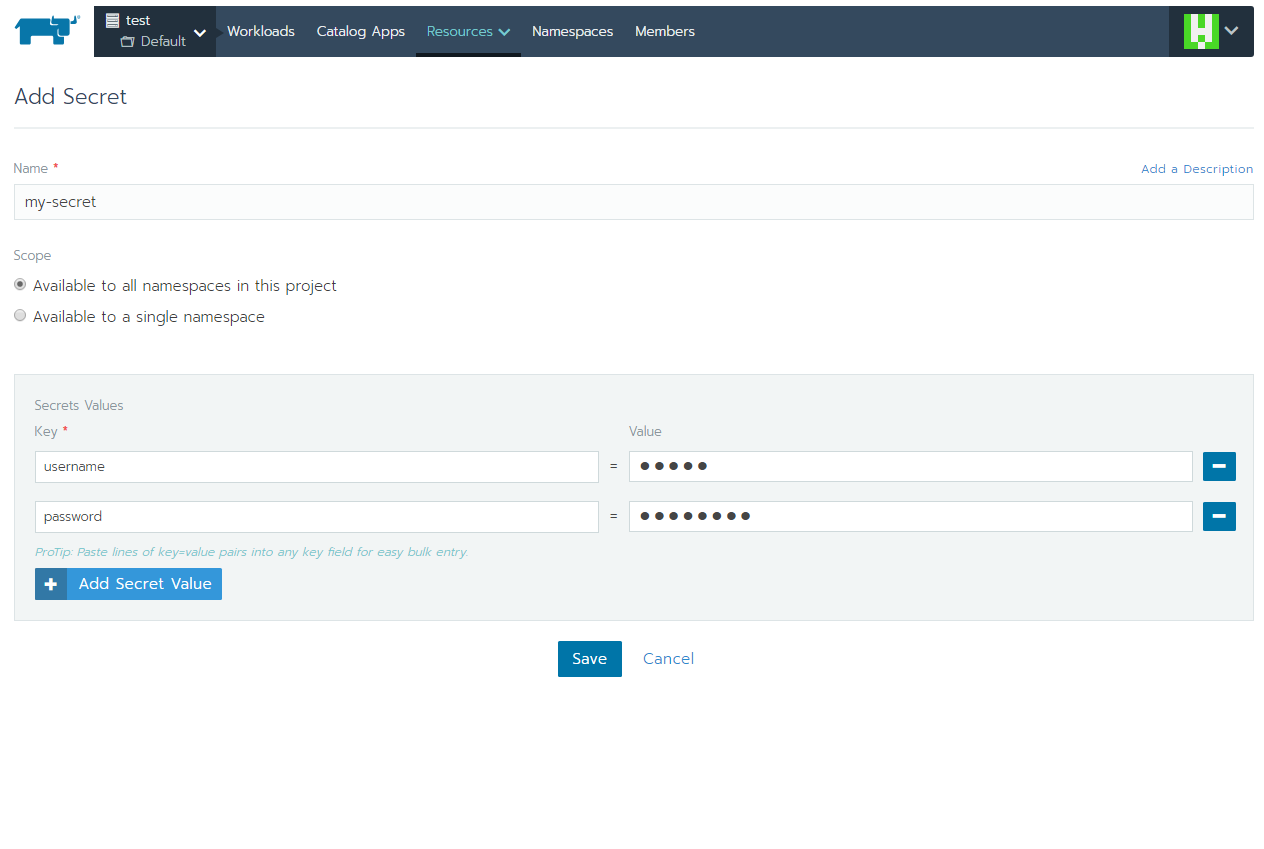 test
Default
Workloads Catalog Apps Resources Namespaces Members
Add Secret
Name *
Add a Description
my-secret
Scope
Available to all namespaces in this project
Available to a single namespace
Secrets Values
Key * Value
username = ●●●●●
password = ●●●●●●●●
ProTip: Paste lines of key=value pairs into any key field for easy bulk entry.
+ Add Secret Value
Save Cancel